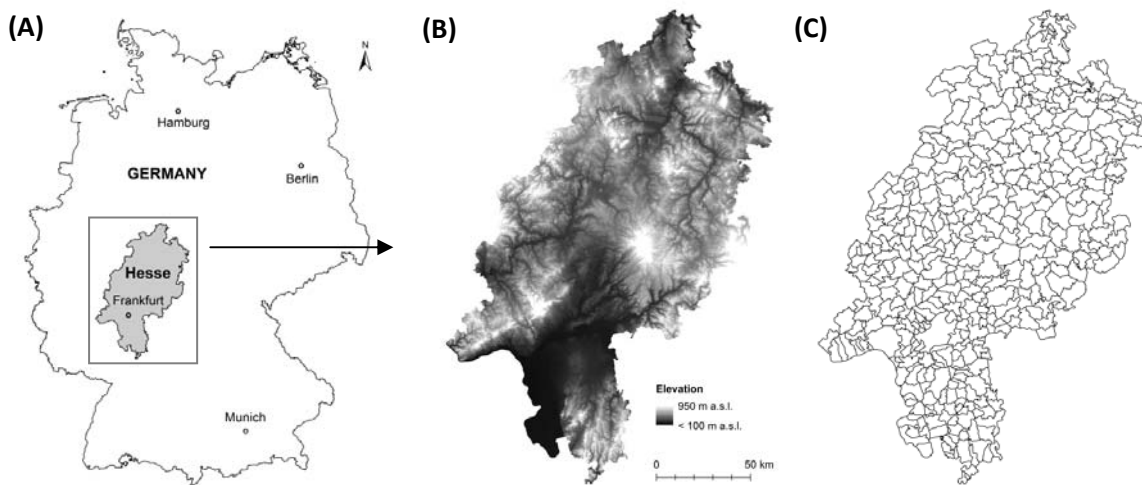 (A)
N
Hamburg
GERMANY
Berlin
Hesse
Frankfurt
Munich
(B)
Elevation
950 m a.s.l.
< 100 m a.s.l.
0 50 km
(C)